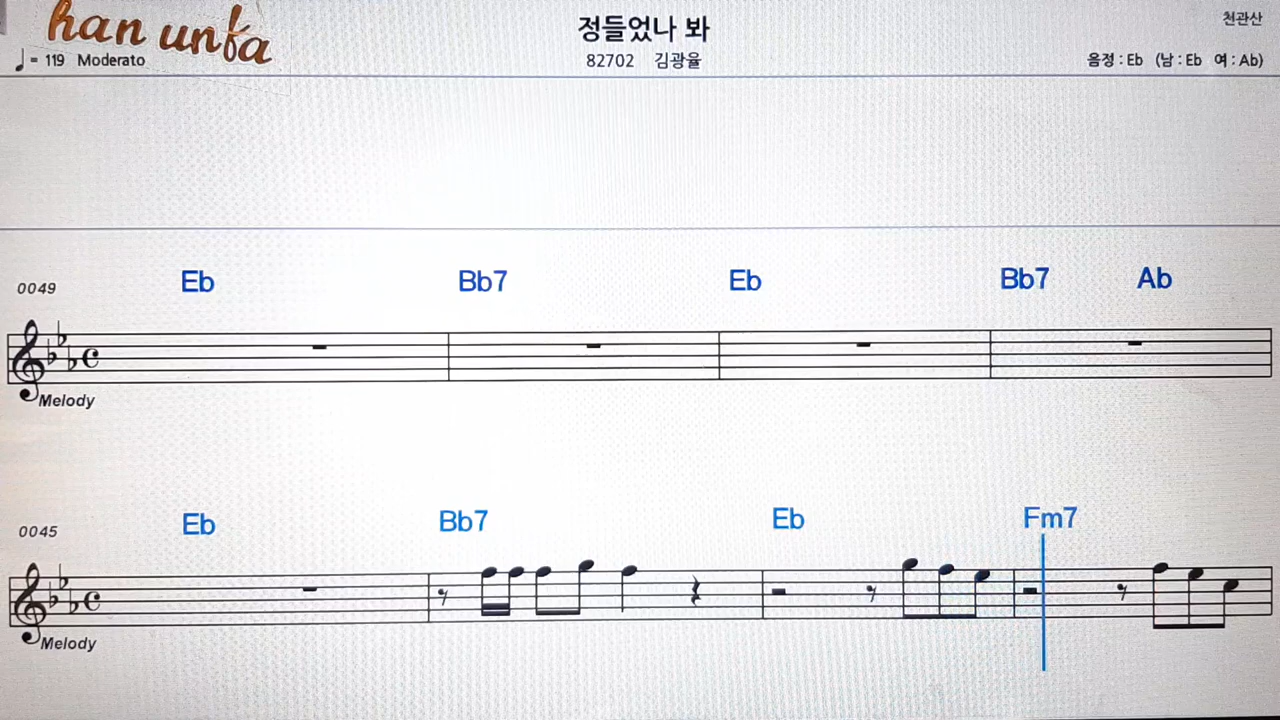 han unfa
정들었나 봐
천관산
♩= 119 Moderato
82702 김광율
음정 : Eb (남 : Eb 여 : Ab)
0049
Eb Bb7 Eb Bb7 Ab
Melody
0045
Eb Bb7 Eb Fm7
Melody